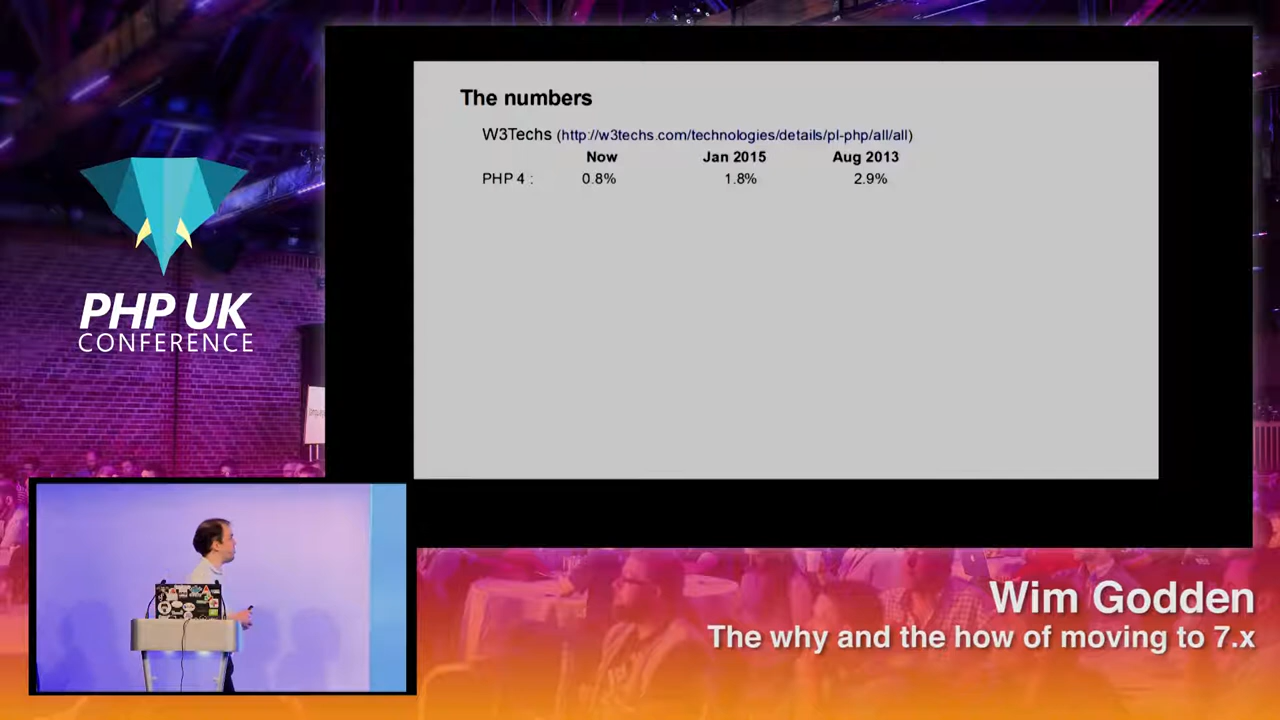 The numbers
W3Techs (http://w3techs.com/technologies/details/pl-php/all/all)
Now Jan 2015 Aug 2013
PHP 4 : 0.8% 1.8% 2.9%
PHP UK
CONFERENCE
Wim Godden
The why and the how of moving to 7.x